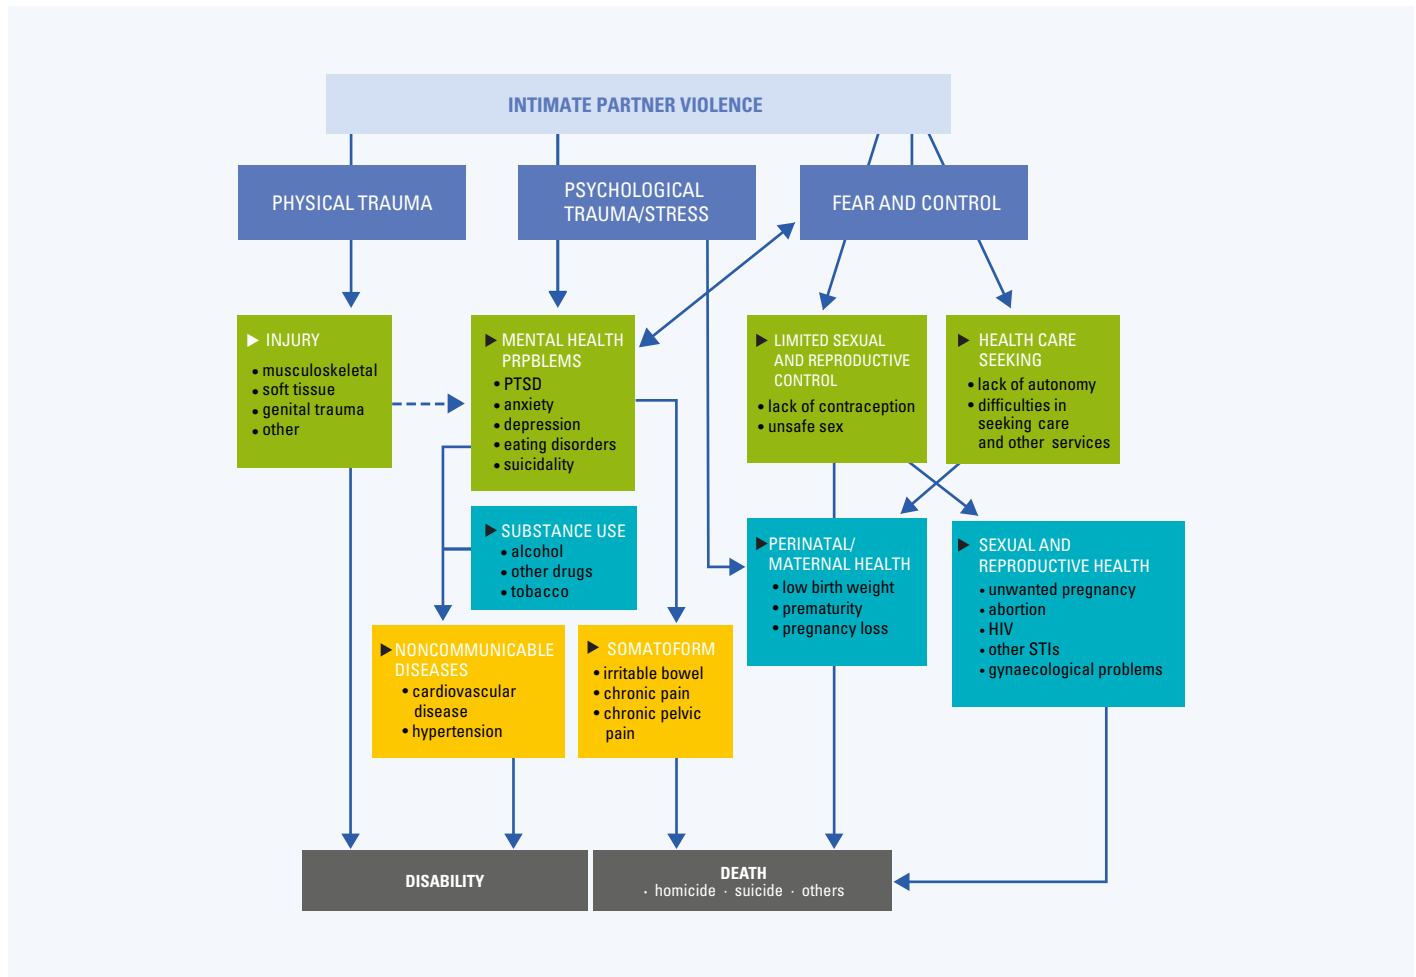 INTIMATE PARTNER VIOLENCE
PHYSICAL TRAUMA
PSYCHOLOGICAL
TRAUMA/STRESS
FEAR AND CONTROL
INJURY
• musculoskeletal
• soft tissue
• genital trauma
• other
MENTAL HEALTH
PRPBLEMS
• PTSD
• anxiety
• depression
• eating disorders
• suicidality
LIMITED SEXUAL
AND REPRODUCTIVE
CONTROL
• lack of contraception
• unsafe sex
HEALTH CARE
SEEKING
• lack of autonomy
• difficulties in
seeking care
and other services
SUBSTANCE USE
• alcohol
• other drugs
• tobacco
PERINATAL/
MATERNAL HEALTH
• low birth weight
• prematurity
• pregnancy loss
SEXUAL AND
REPRODUCTIVE HEALTH
• unwanted pregnancy
• abortion
• HIV
• other STIs
• gynaecological problems
NONCOMMUNICABLE
DISEASES
• cardiovascular
disease
• hypertension
SOMATOFORM
• irritable bowel
• chronic pain
• chronic pelvic
pain
DISABILITY
DEATH
· homicide · suicide · others